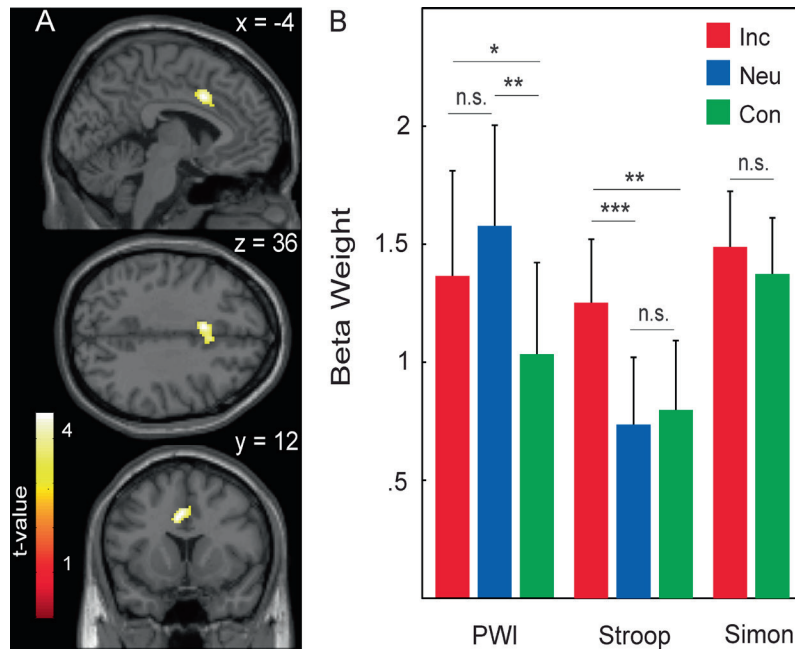 A
x = -4
z = 36
y = 12
4
1
t-value
B
Inc
Neu
Con
Beta Weight
2
1.5
1
.5
*
n.s.
**
**
***
n.s.
n.s.
PWI
Stroop
Simon